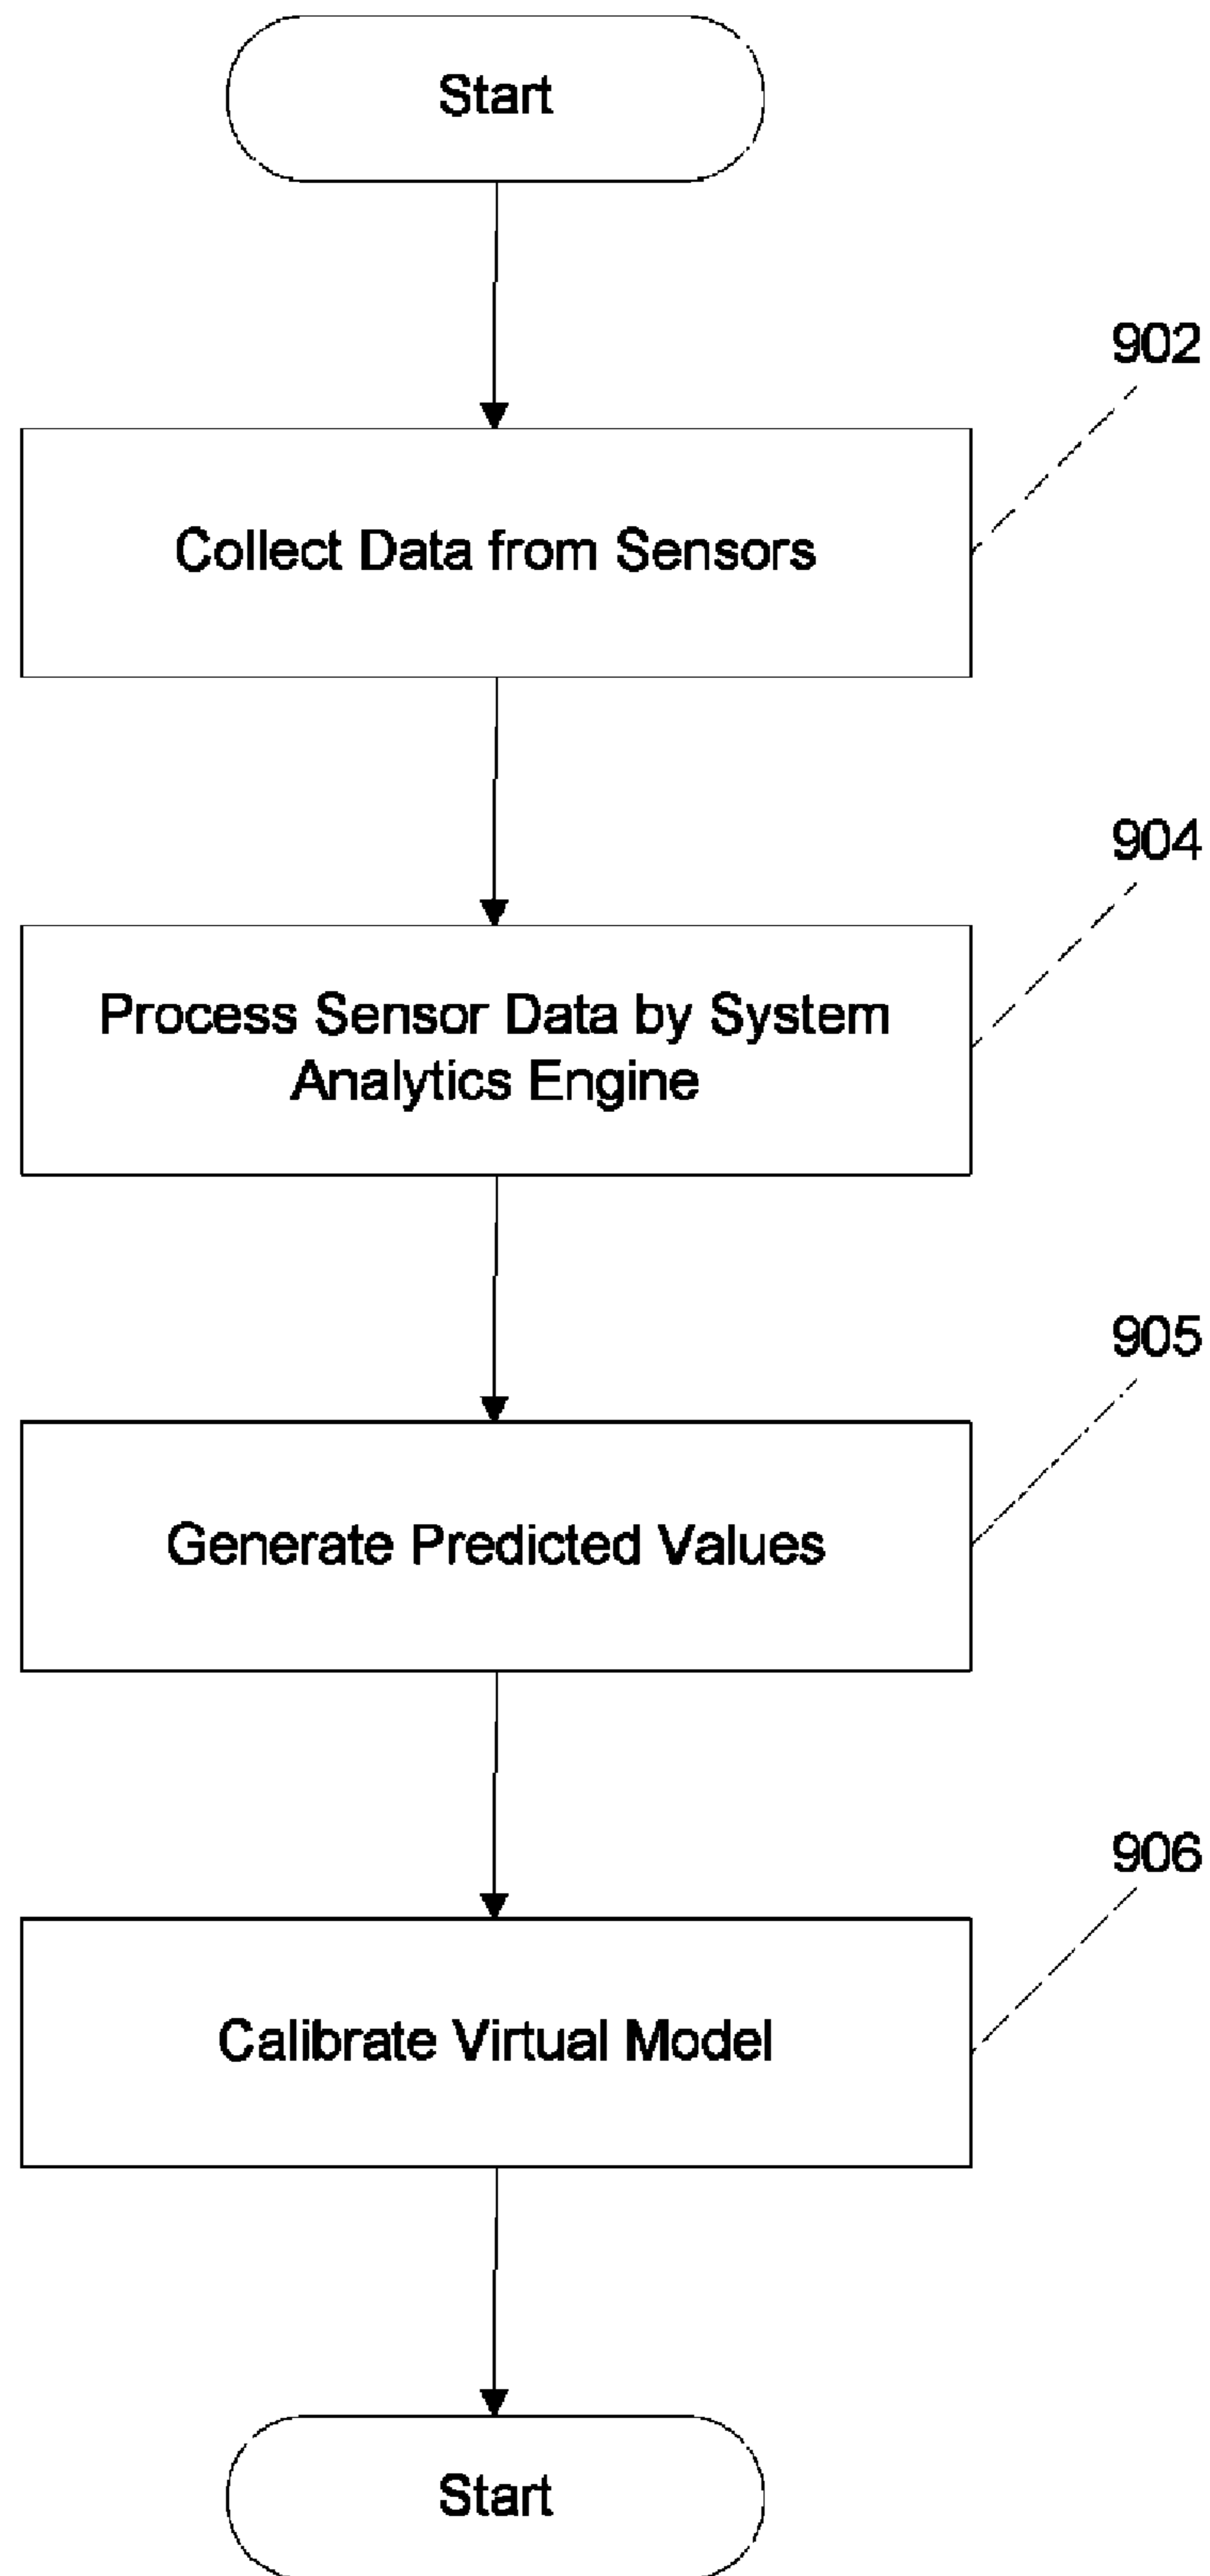 Start
902
Collect Data from Sensors
904
Process Sensor Data by System
Analytics Engine
905
Generate Predicted Values
906
Calibrate Virtual Model
Start